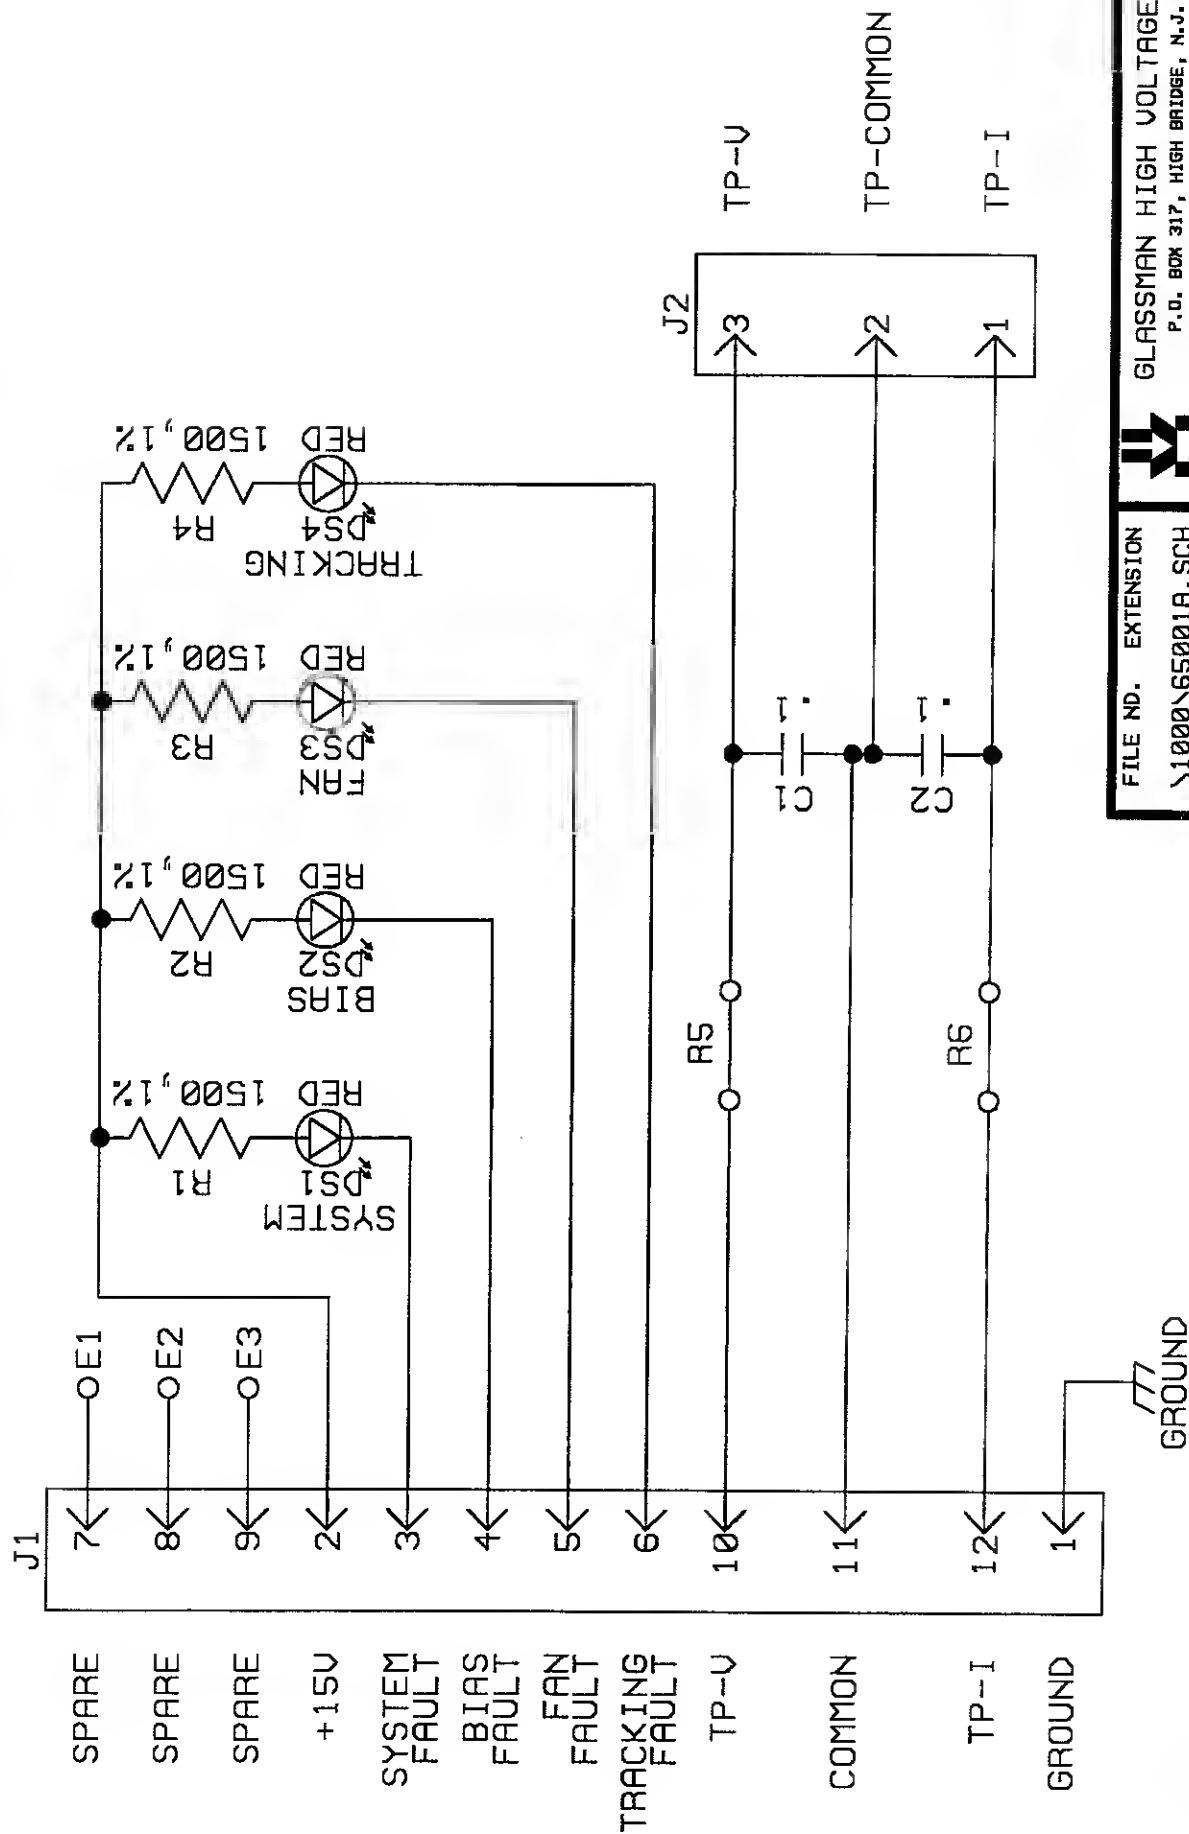 J1
SPARE 7 E1
SPARE 8 E2
SPARE 9 E3
+15V 2
SYSTEM FAULT 3
BIAS FAULT 4
FAN FAULT 5
TRACKING FAULT 6
TP-V 10
COMMON 11
TP-I 12
GROUND 1
GROUND
R1 1500,1%
SYSTEM DS1 RED
R2 1500,1%
BIAS DS2 RED
R3 1500,1%
FAN DS3 RED
R4 1500,1%
TRACKING DS4 RED
R5
R6
C1 .1
C2 .1
J2
3 TP-V
2 TP-COMMON
1 TP-I
FILE NO. EXTENSION
\1000\65001A.SCH
GLASSMAN HIGH VOLTAGE
P.O. BOX 317, HIGH BRIDGE, N.J.